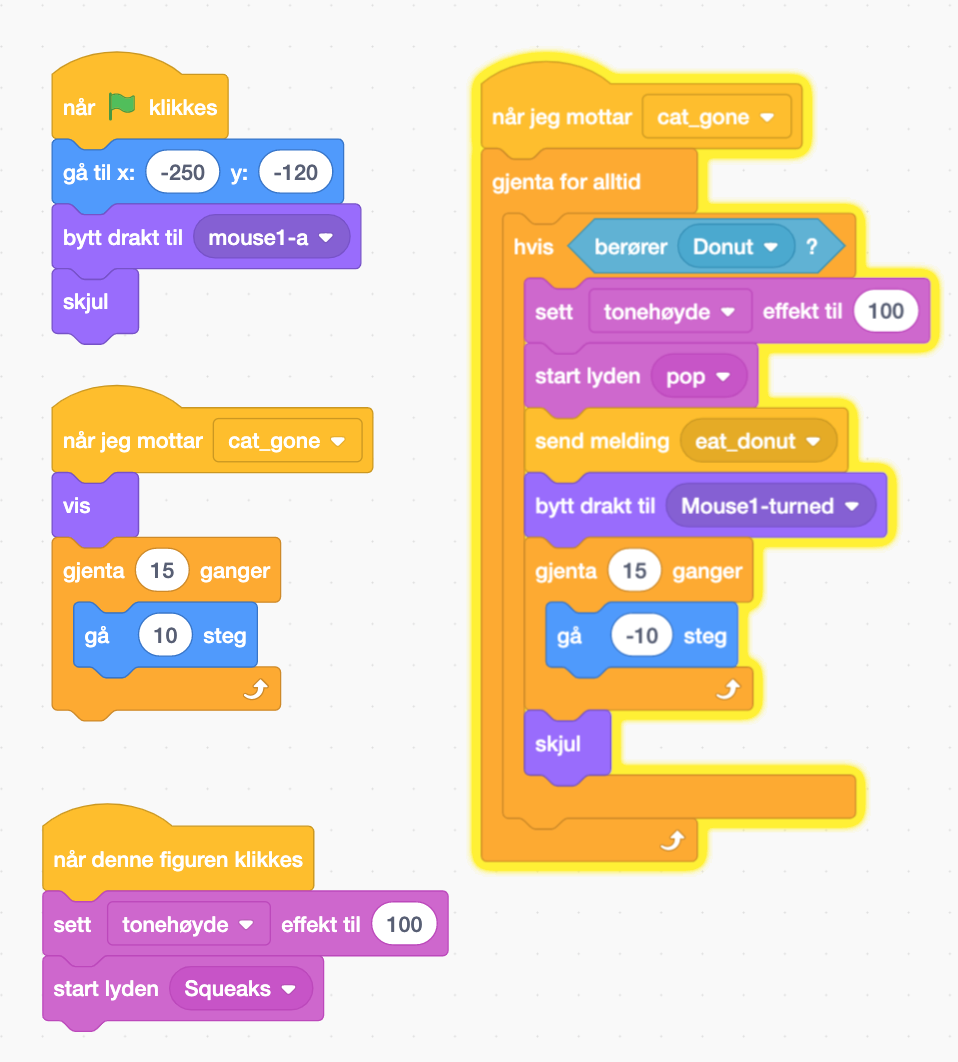 når klikkes
gå til x: -250 y: -120
bytt drakt til mouse1-a
skjul
når jeg mottar cat_gone
vis
gjenta 15 ganger
gå 10 steg
når denne figuren klikkes
sett tonehøyde effekt til 100
start lyden Squeaks
når jeg mottar cat_gone
gjenta for alltid
hvis berører Donut ?
sett tonehøyde effekt til 100
start lyden pop
send melding eat_donut
bytt drakt til Mouse1-turned
gjenta 15 ganger
gå -10 steg
skjul